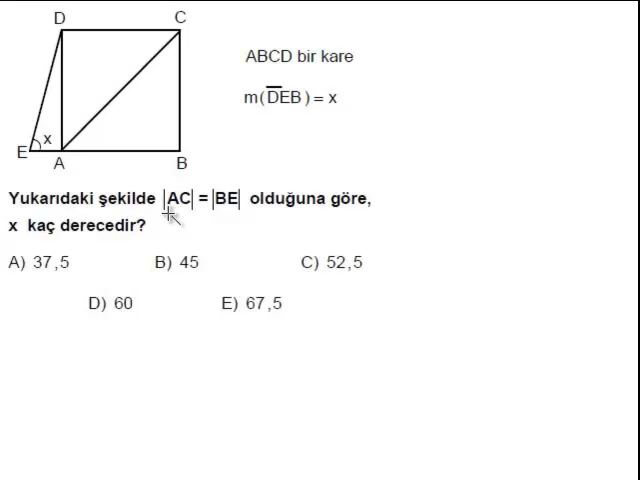 D C
ABCD bir kare
m(DEB) = x
x
E A B
Yukarıdaki şekilde |AC| = |BE| olduğuna göre,
x kaç derecedir?
A) 37,5 B) 45 C) 52,5
D) 60 E) 67,5